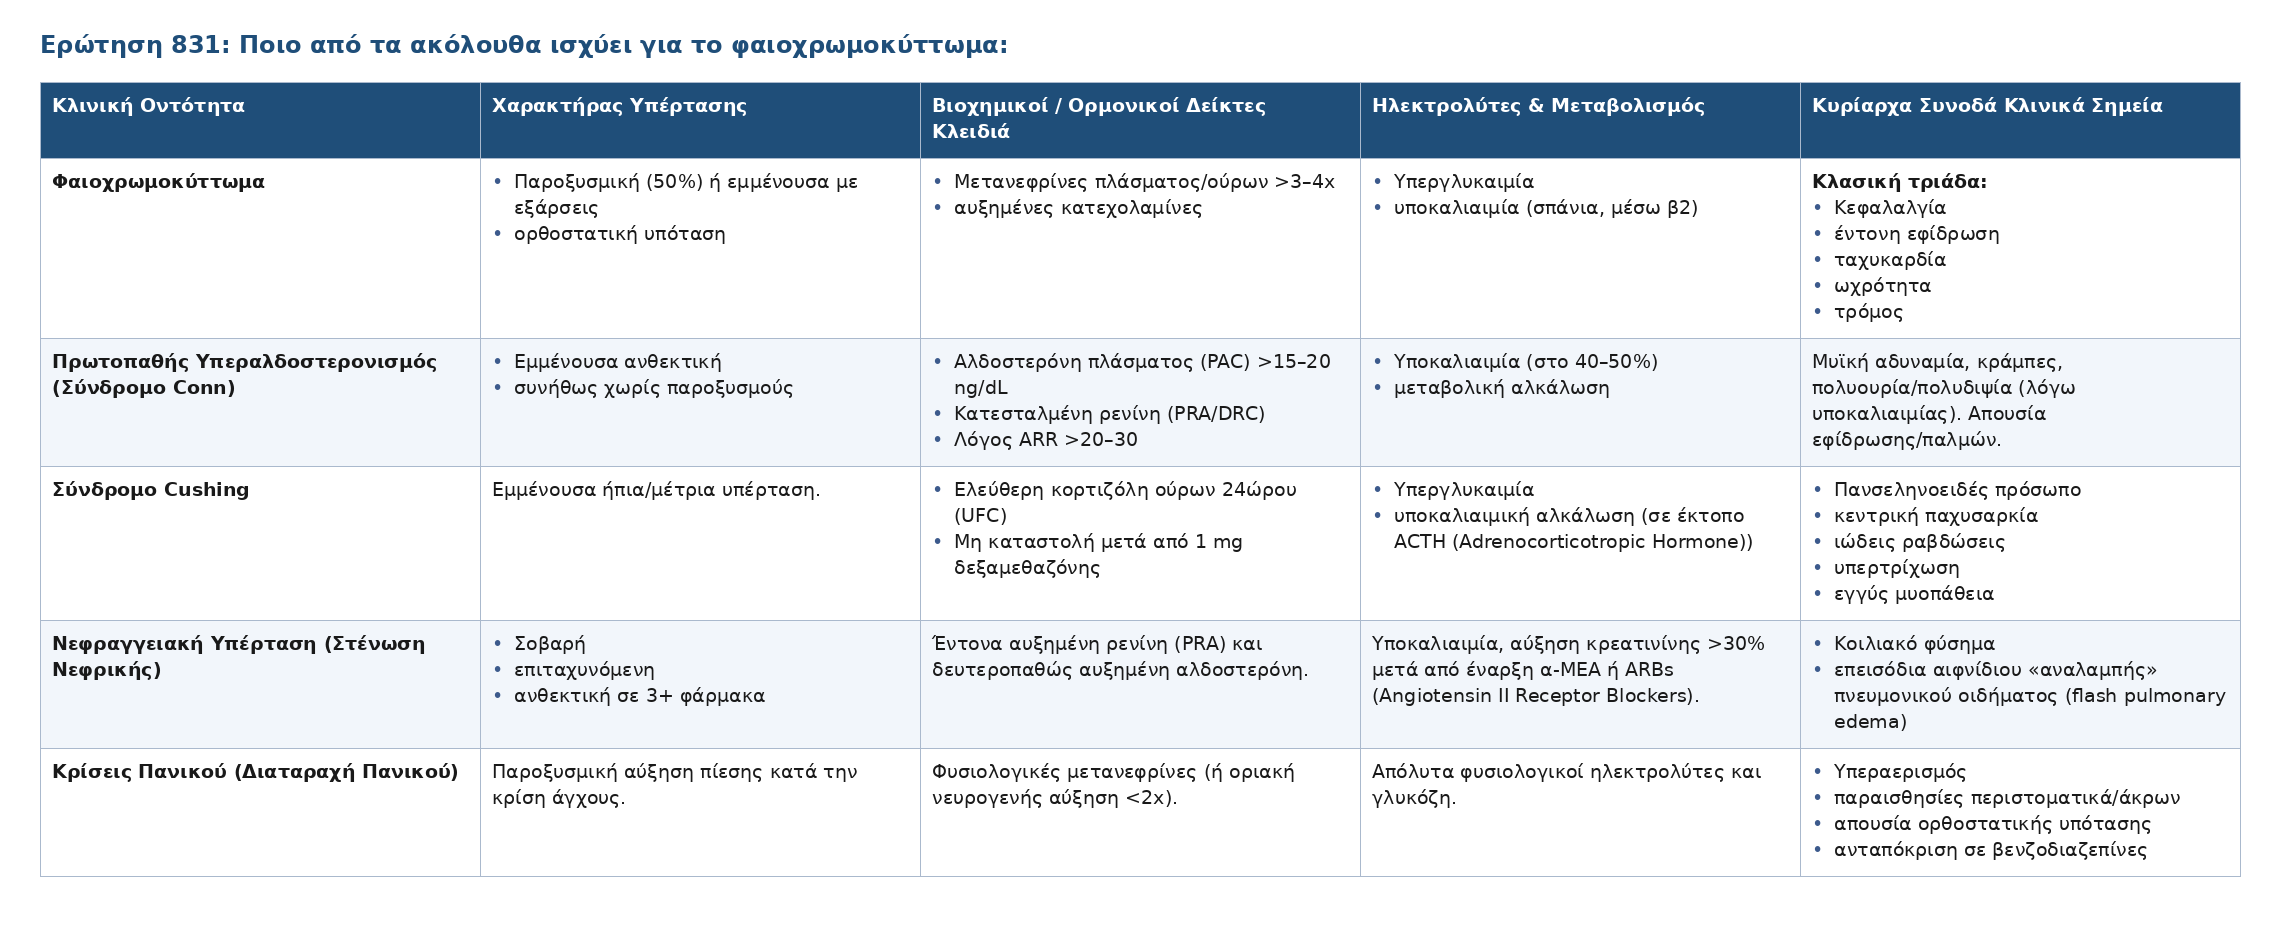 Ερώτηση 831: Ποιο από τα ακόλουθα ισχύει για το φαιοχρωμοκύττωμα:
Κλινική Οντότητα
Χαρακτήρας Υπέρτασης
Βιοχημικοί / Ορμονικοί Δείκτες
Κλειδιά
Ηλεκτρολύτες & Μεταβολισμός
Κυρίαρχα Συνοδά Κλινικά Σημεία
Φαιοχρωμοκύττωμα
• Παροξυσμική (50%) ή εμμένουσα με
εξάρσεις
• ορθοστατική υπόταση
• Μετανεφρίνες πλάσματος/ούρων >3–4x
• αυξημένες κατεχολαμίνες
• Υπεργλυκαιμία
• υποκαλιαιμία (σπάνια, μέσω β2)
Κλασική τριάδα:
• Κεφαλαλγία
• έντονη εφίδρωση
• ταχυκαρδία
• ωχρότητα
• τρόμος
Πρωτοπαθής Υπεραλδοστερονισμός
(Σύνδρομο Conn)
• Εμμένουσα ανθεκτική
• συνήθως χωρίς παροξυσμούς
• Αλδοστερόνη πλάσματος (PAC) >15–20
ng/dL
• Κατεσταλμένη ρενίνη (PRA/DRC)
• Λόγος ARR >20–30
• Υποκαλιαιμία (στο 40–50%)
• μεταβολική αλκάλωση
Μυϊκή αδυναμία, κράμπες,
πολυουρία/πολυδιψία (λόγω
υποκαλιαιμίας). Απουσία
εφίδρωσης/παλμών.
Σύνδρομο Cushing
Εμμένουσα ήπια/μέτρια υπέρταση.
• Ελεύθερη κορτιζόλη ούρων 24ώρου
(UFC)
• Μη καταστολή μετά από 1 mg
δεξαμεθαζόνης
• Υπεργλυκαιμία
• υποκαλιαιμική αλκάλωση (σε έκτοπο
ACTH (Adrenocorticotropic Hormone))
• Πανσεληνοειδές πρόσωπο
• κεντρική παχυσαρκία
• ιώδεις ραβδώσεις
• υπερτρίχωση
• εγγύς μυοπάθεια
Νεφραγγειακή Υπέρταση (Στένωση
Νεφρικής)
• Σοβαρή
• επιταχυνόμενη
• ανθεκτική σε 3+ φάρμακα
Έντονα αυξημένη ρενίνη (PRA) και
δευτεροπαθώς αυξημένη αλδοστερόνη.
Υποκαλιαιμία, αύξηση κρεατινίνης >30%
μετά από έναρξη α-ΜΕΑ ή ARBs
(Angiotensin II Receptor Blockers).
• Κοιλιακό φύσημα
• επεισόδια αιφνίδιου «αναλαμπής»
πνευμονικού οιδήματος (flash pulmonary
edema)
Κρίσεις Πανικού (Διαταραχή Πανικού)
Παροξυσμική αύξηση πίεσης κατά την
κρίση άγχους.
Φυσιολογικές μετανεφρίνες (ή οριακή
νευρογενής αύξηση <2x).
Απόλυτα φυσιολογικοί ηλεκτρολύτες και
γλυκόζη.
• Υπεραερισμός
• παραισθησίες περιστοματικά/άκρων
• απουσία ορθοστατικής υπότασης
• ανταπόκριση σε βενζοδιαζεπίνες